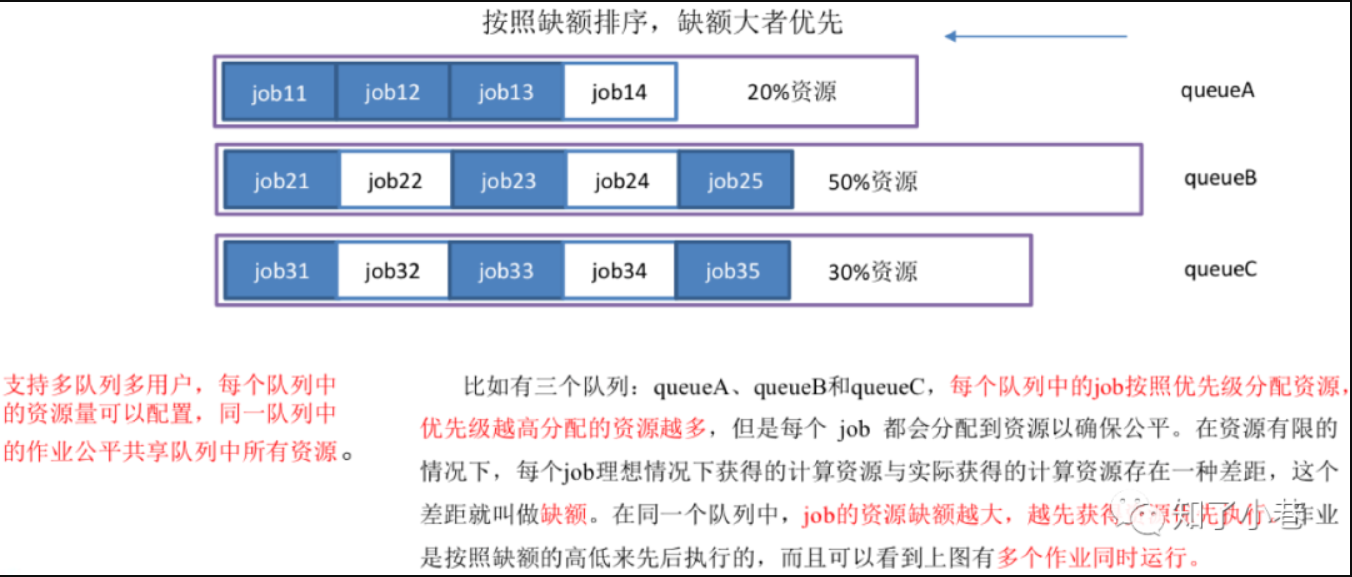 按照缺额排序，缺额大者优先
job11 job12 job13 job14 20%资源 queueA
job21 job22 job23 job24 job25 50%资源 queueB
job31 job32 job33 job34 job35 30%资源 queueC
支持多队列多用户，每个队列中
的资源量可以配置，同一队列中
的作业公平共享队列中所有资源。
比如有三个队列：queueA、queueB和queueC，每个队列中的job按照优先级分配资源，
优先级越高分配的资源越多，但是每个 job 都会分配到资源以确保公平。在资源有限的
情况下，每个job理想情况下获得的计算资源与实际获得的计算资源存在一种差距，这个
差距就叫做缺额。在同一个队列中，job的资源缺额越大，越先获得资源优先执行。作业
是按照缺额的高低来先后执行的，而且可以看到上图有多个作业同时运行。
知了小巷